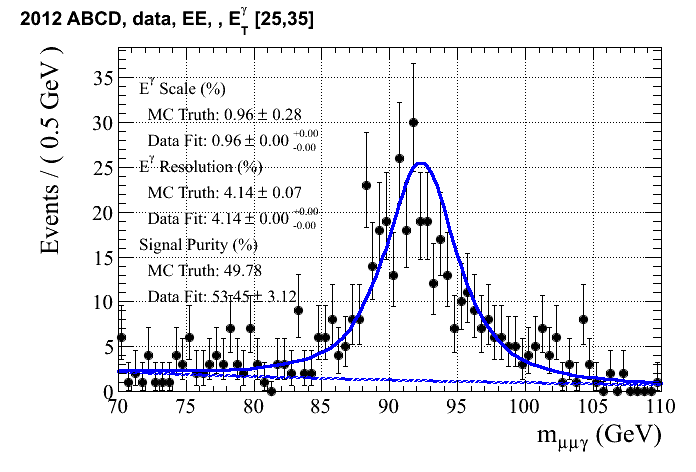 2012 ABCD, data, EE, , E_T^γ [25,35]
Events / ( 0.5 GeV )
35
30
25
20
15
10
5
0
E^γ Scale (%)
MC Truth: 0.96 ± 0.28
Data Fit: 0.96 ± 0.00 +0.00 -0.00
E^γ Resolution (%)
MC Truth: 4.14 ± 0.07
Data Fit: 4.14 ± 0.00 +0.00 -0.00
Signal Purity (%)
MC Truth: 49.78
Data Fit: 53.45 ± 3.12
70 75 80 85 90 95 100 105 110
m_μμγ (GeV)